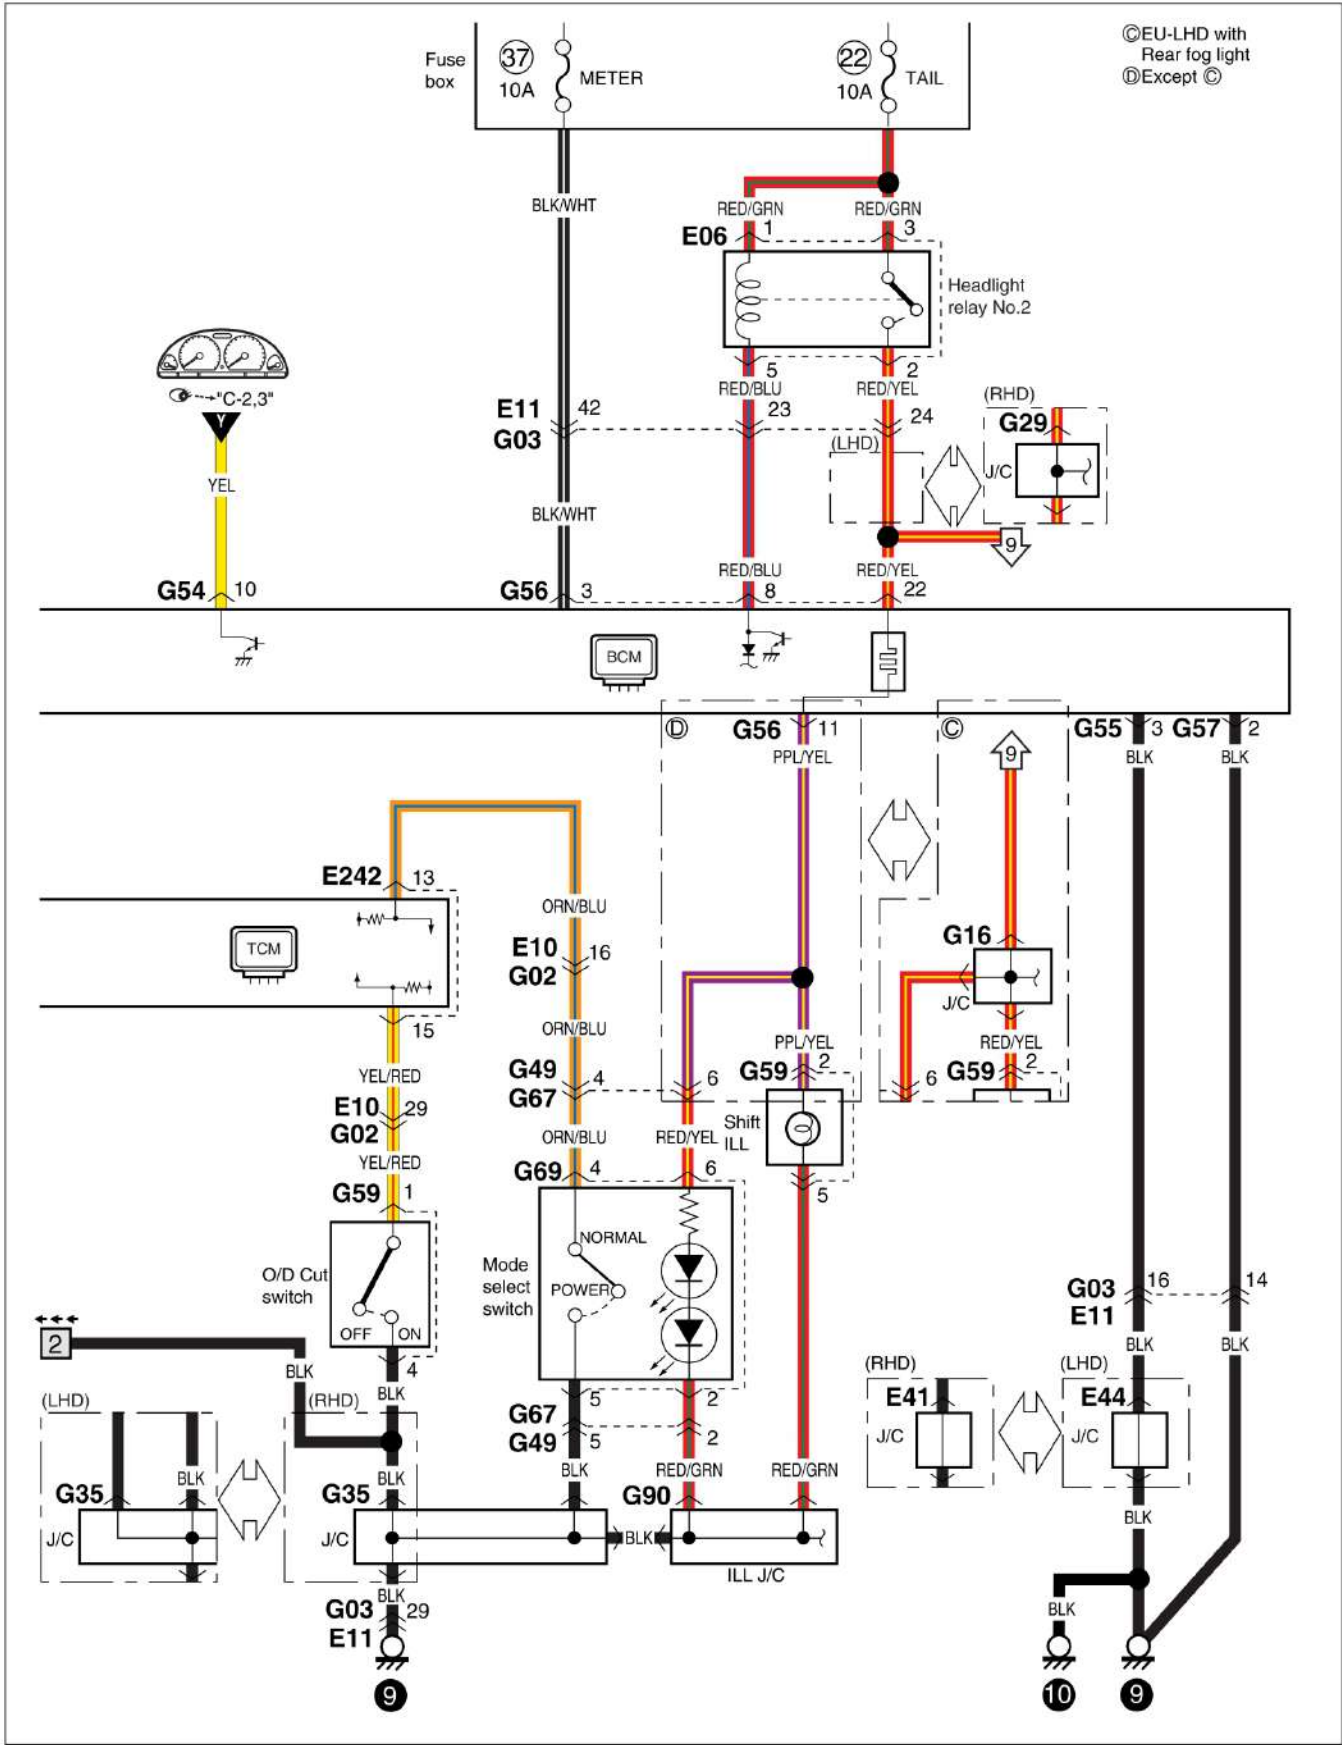 ⒸEU-LHD with
Rear fog light
ⒹExcept Ⓒ
Fuse
box
37
10A
METER
22
10A
TAIL
BLK/WHT
RED/GRN
RED/GRN
E06
1
3
Headlight
relay No.2
"C-2,3"
Y
5
2
RED/BLU
RED/YEL
(RHD)
E11
42
23
24
G29
G03
(LHD)
J/C
YEL
BLK/WHT
9
RED/BLU
RED/YEL
G54
10
G56
3
8
22
BCM
Ⓓ
G56
11
Ⓒ
G55
3
G57
2
PPL/YEL
9
BLK
BLK
E242
13
ORN/BLU
TCM
E10
16
G02
G16
J/C
15
ORN/BLU
PPL/YEL
RED/YEL
YEL/RED
G49
4
6
G59
2
6
G59
2
G67
E10
29
G02
Shift
ILL
ORN/BLU
RED/YEL
YEL/RED
G69
4
6
G59
1
5
NORMAL
Mode
select
switch
POWER
O/D Cut
switch
OFF
ON
G03
16
14
E11
2
BLK
4
BLK
BLK
BLK
(RHD)
(LHD)
(LHD)
(RHD)
5
2
E41
E44
G67
G49
5
2
J/C
J/C
BLK
BLK
BLK
RED/GRN
RED/GRN
G35
G35
G90
BLK
J/C
J/C
BLK
ILL J/C
BLK
G03
29
E11
BLK
9
10
9